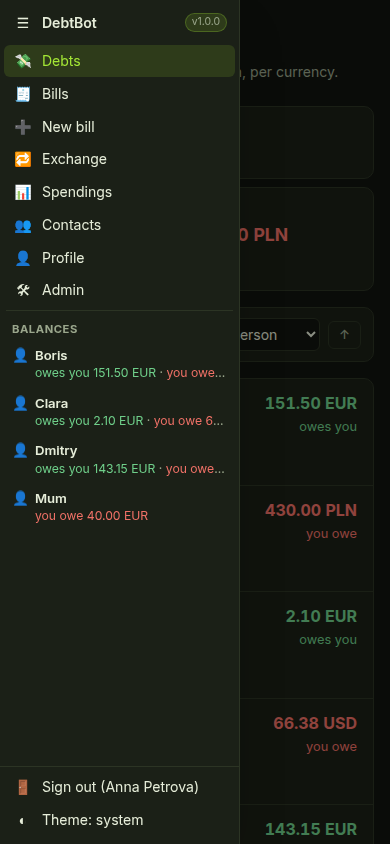 DebtBot
v1.0.0
Debts
Bills
New bill
Exchange
Spendings
Contacts
Profile
Admin
BALANCES
Boris
owes you 151.50 EUR · you owe...
Clara
owes you 2.10 EUR · you owe 6...
Dmitry
owes you 143.15 EUR · you owe...
Mum
you owe 40.00 EUR
Sign out (Anna Petrova)
Theme: system
, per currency.
0 PLN
erson
151.50 EUR
owes you
430.00 PLN
you owe
2.10 EUR
owes you
66.38 USD
you owe
143.15 EUR